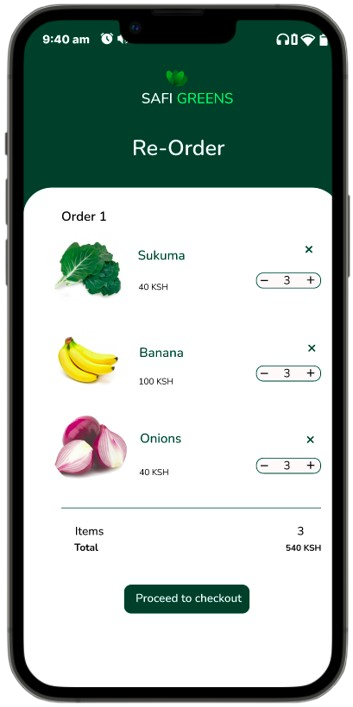 9:40 am
SAFI GREENS
Re-Order
Order 1
Sukuma ×
40 KSH − 3 +
Banana ×
100 KSH − 3 +
Onions ×
40 KSH − 3 +
Items 3
Total 540 KSH
Proceed to checkout